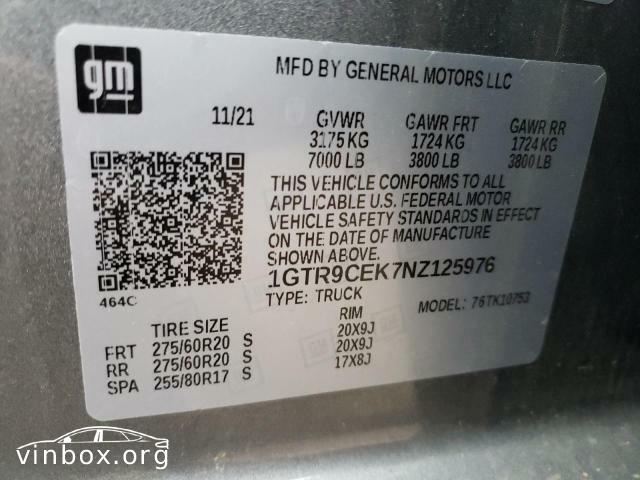 gm
MFD BY GENERAL MOTORS LLC
11/21 GVWR GAWR FRT GAWR RR
3175 KG 1724 KG 1724 KG
7000 LB 3800 LB 3800 LB
THIS VEHICLE CONFORMS TO ALL
APPLICABLE U.S. FEDERAL MOTOR
VEHICLE SAFETY STANDARDS IN EFFECT
ON THE DATE OF MANUFACTURE
SHOWN ABOVE.
1GTR9CEK7NZ125976
464C
TYPE: TRUCK MODEL: 76TK10753
TIRE SIZE RIM
FRT 275/60R20 S 20X9J
RR 275/60R20 S 20X9J
SPA 255/80R17 S 17X8J
vinbox.org